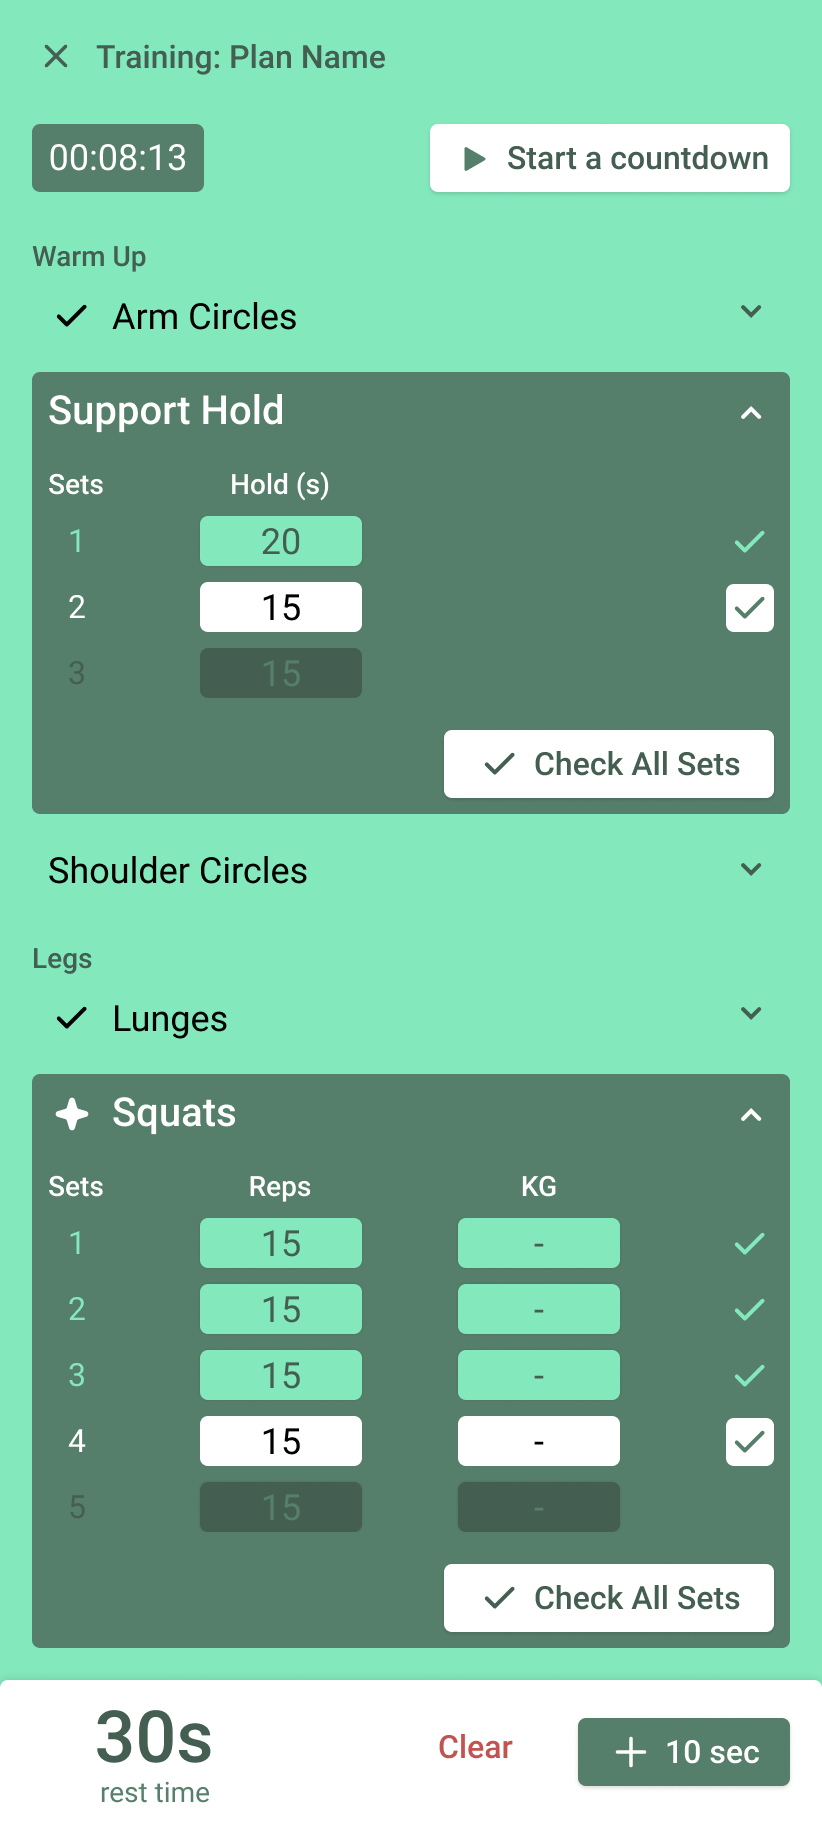 Training: Plan Name
00:08:13
Start a countdown
Warm Up
Arm Circles
Support Hold
Sets Hold (s)
1 20
2 15
3 15
Check All Sets
Shoulder Circles
Legs
Lunges
Squats
Sets Reps KG
1 15 -
2 15 -
3 15 -
4 15 -
5 15 -
Check All Sets
30s
rest time
Clear
+ 10 sec